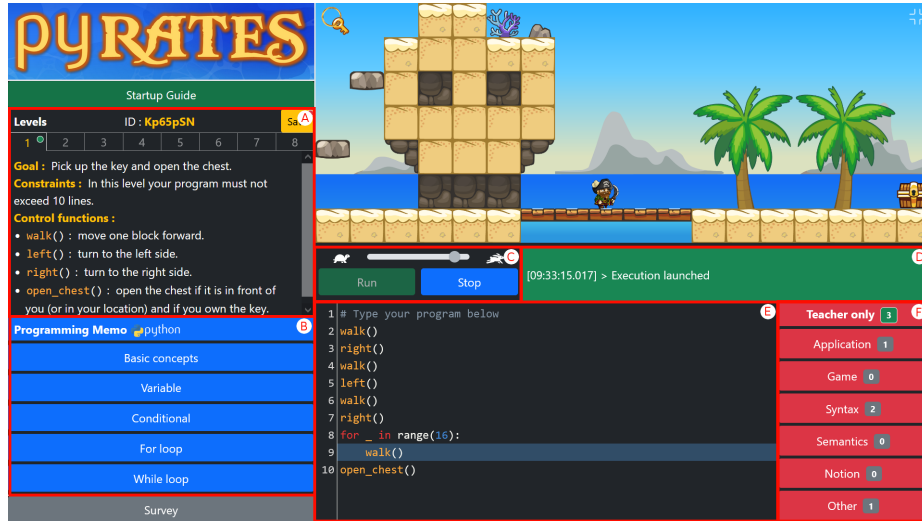 pyRATES
Startup Guide
Levels ID : Kp65pSN A
1 2 3 4 5 6 7 8
Goal : Pick up the key and open the chest.
Constraints : In this level your program must not
exceed 10 lines.
Control functions :
• walk() : move one block forward.
• left() : turn to the left side.
• right() : turn to the right side.
• open_chest() : open the chest if it is in front of
you (or in your location) and if you own the key.
Programming Memo python B
Basic concepts
Variable
Conditional
For loop
While loop
Survey
C
Run Stop
[09:33:15.017] > Execution launched
D
1 # Type your program below
2 walk()
3 right()
4 walk()
5 left()
6 walk()
7 right()
8 for _ in range(16):
9 walk()
10 open_chest()
E
Teacher only 3 F
Application 1
Game 0
Syntax 2
Semantics 0
Notion 0
Other 1